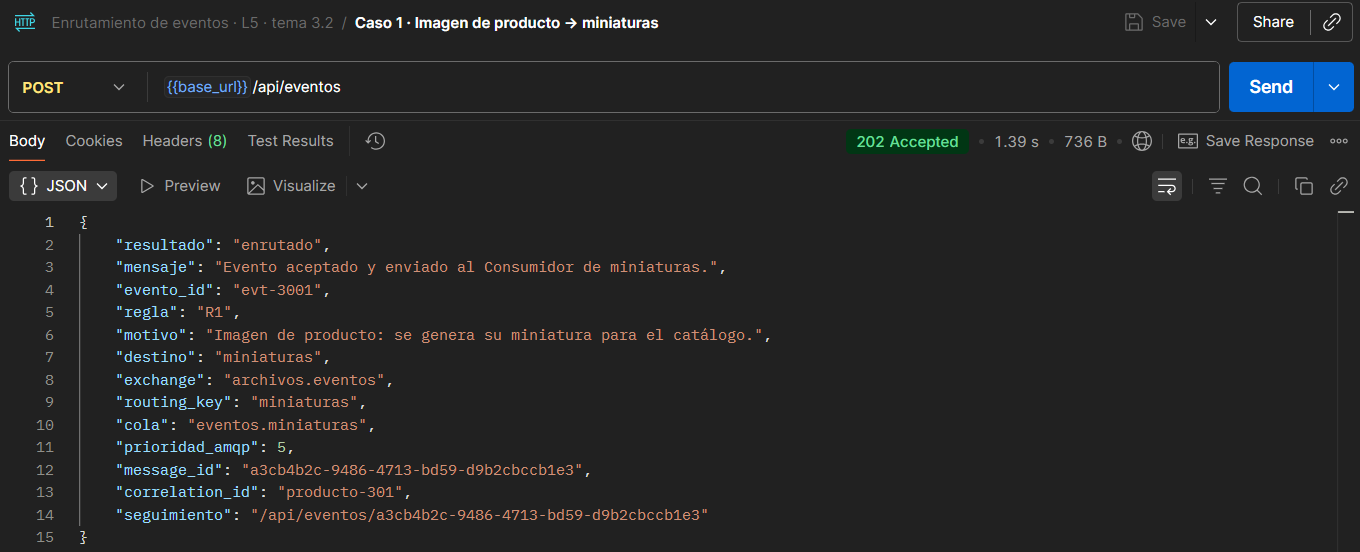 HTTP Enrutamiento de eventos · L5 · tema 3.2 / Caso 1 · Imagen de producto → miniaturas Save Share
POST {{base_url}} /api/eventos Send
Body Cookies Headers (8) Test Results 202 Accepted • 1.39 s • 736 B • e.g. Save Response
{} JSON Preview Visualize
1 {
2 "resultado": "enrutado",
3 "mensaje": "Evento aceptado y enviado al Consumidor de miniaturas.",
4 "evento_id": "evt-3001",
5 "regla": "R1",
6 "motivo": "Imagen de producto: se genera su miniatura para el catálogo.",
7 "destino": "miniaturas",
8 "exchange": "archivos.eventos",
9 "routing_key": "miniaturas",
10 "cola": "eventos.miniaturas",
11 "prioridad_amqp": 5,
12 "message_id": "a3cb4b2c-9486-4713-bd59-d9b2cbccb1e3",
13 "correlation_id": "producto-301",
14 "seguimiento": "/api/eventos/a3cb4b2c-9486-4713-bd59-d9b2cbccb1e3"
15 }